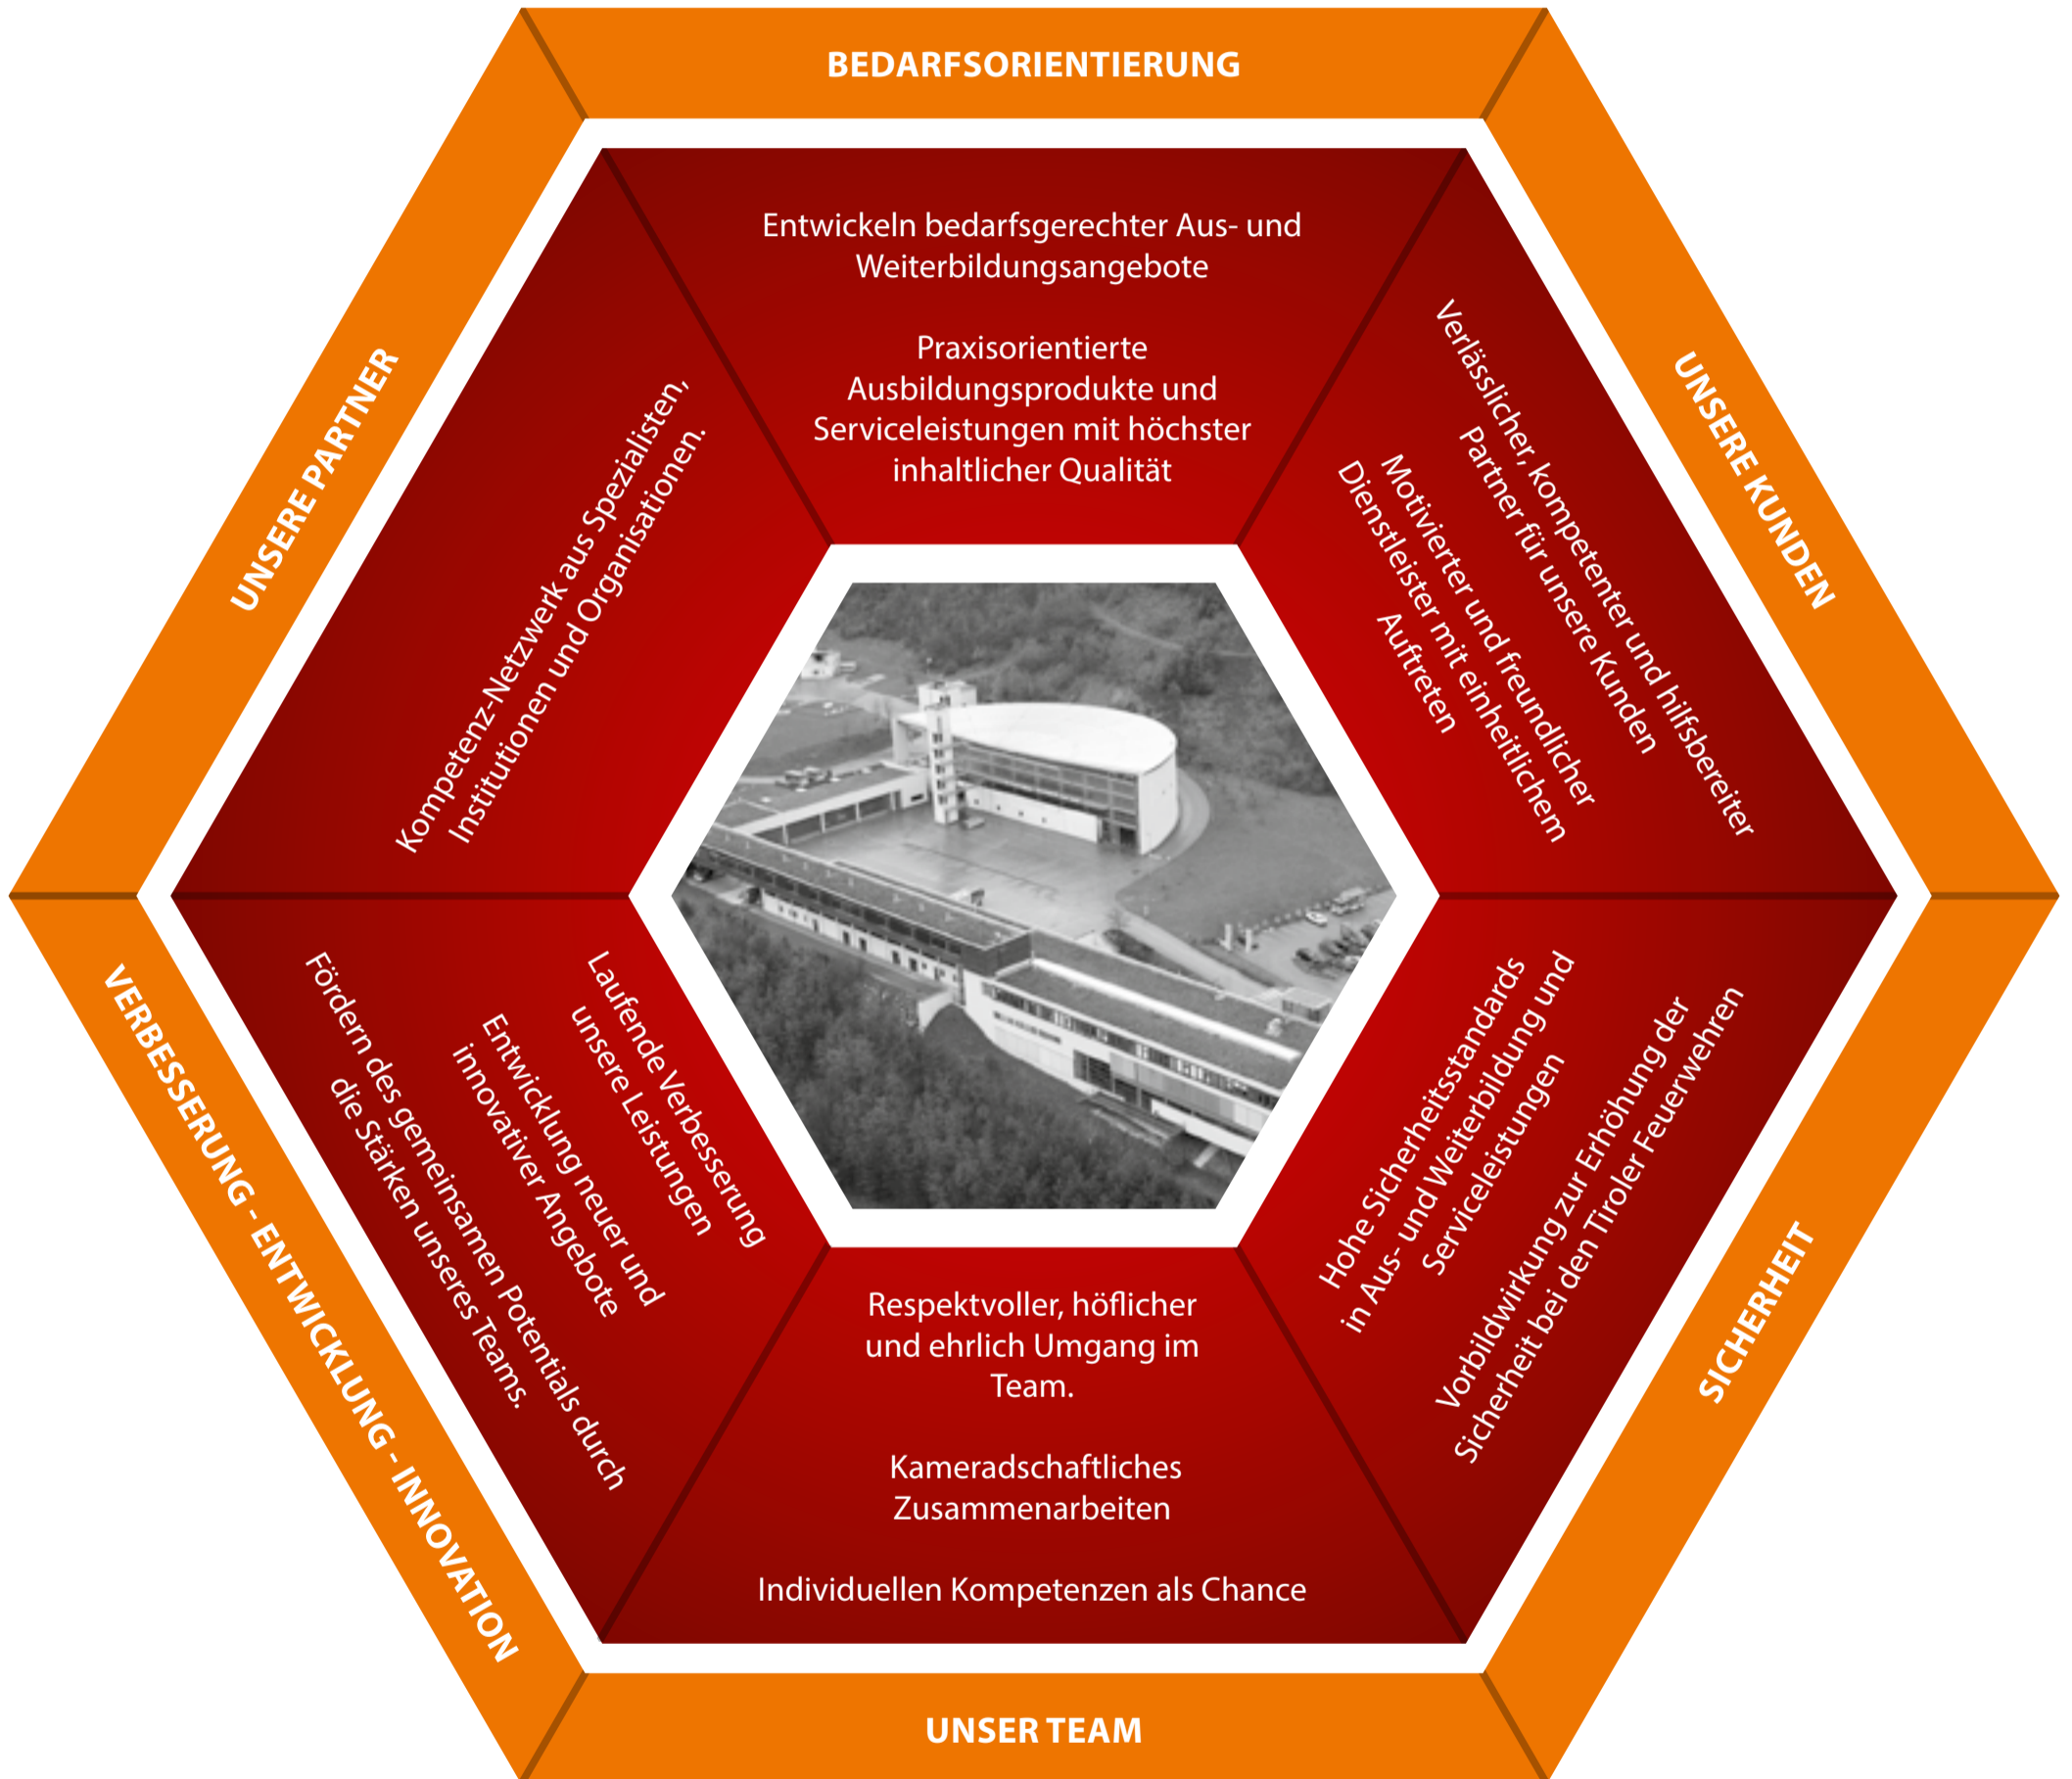 BEDARFSORIENTIERUNG
Entwickeln bedarfsgerechter Aus- und
Weiterbildungsangebote
Praxisorientierte
Ausbildungsprodukte und
Serviceleistungen mit höchster
inhaltlicher Qualität
UNSERE KUNDEN
Verlässlicher, kompetenter und hilfsbereiter
Partner für unsere Kunden
Motivierter und freundlicher
Dienstleister mit einheitlichem
Auftreten
SICHERHEIT
Hohe Sicherheitsstandards
in Aus- und Weiterbildung und
Serviceleistungen
Vorbildwirkung zur Erhöhung der
Sicherheit bei den Tiroler Feuerwehren
UNSER TEAM
Respektvoller, höflicher
und ehrlich Umgang im
Team.
Kameradschaftliches
Zusammenarbeiten
Individuellen Kompetenzen als Chance
VERBESSERUNG - ENTWICKLUNG - INNOVATION
Laufende Verbesserung
unsere Leistungen
Entwicklung neuer und
innovativer Angebote
Fördern des gemeinsamen Potentials durch
die Stärken unseres Teams.
UNSERE PARTNER
Kompetenz-Netzwerk aus Spezialisten,
Institutionen und Organisationen.